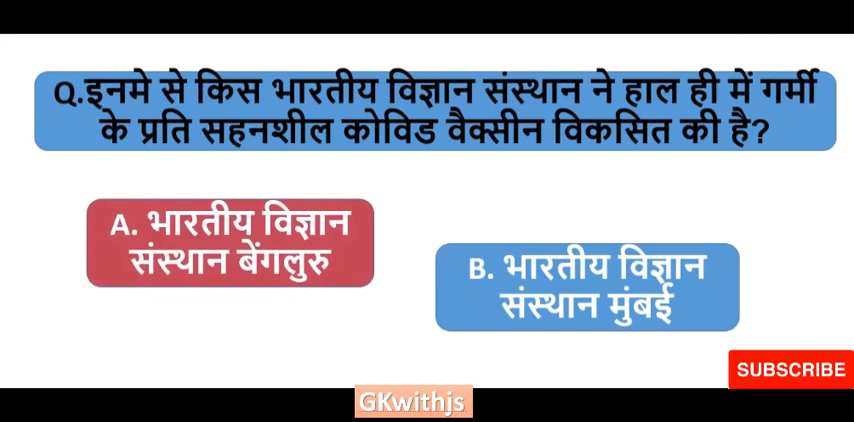 Q.इनमे से किस भारतीय विज्ञान संस्थान ने हाल ही में गर्मी
के प्रति सहनशील कोविड वैक्सीन विकसित की है?
A. भारतीय विज्ञान
संस्थान बेंगलुरु
B. भारतीय विज्ञान
संस्थान मुंबई
SUBSCRIBE
GKwithjs